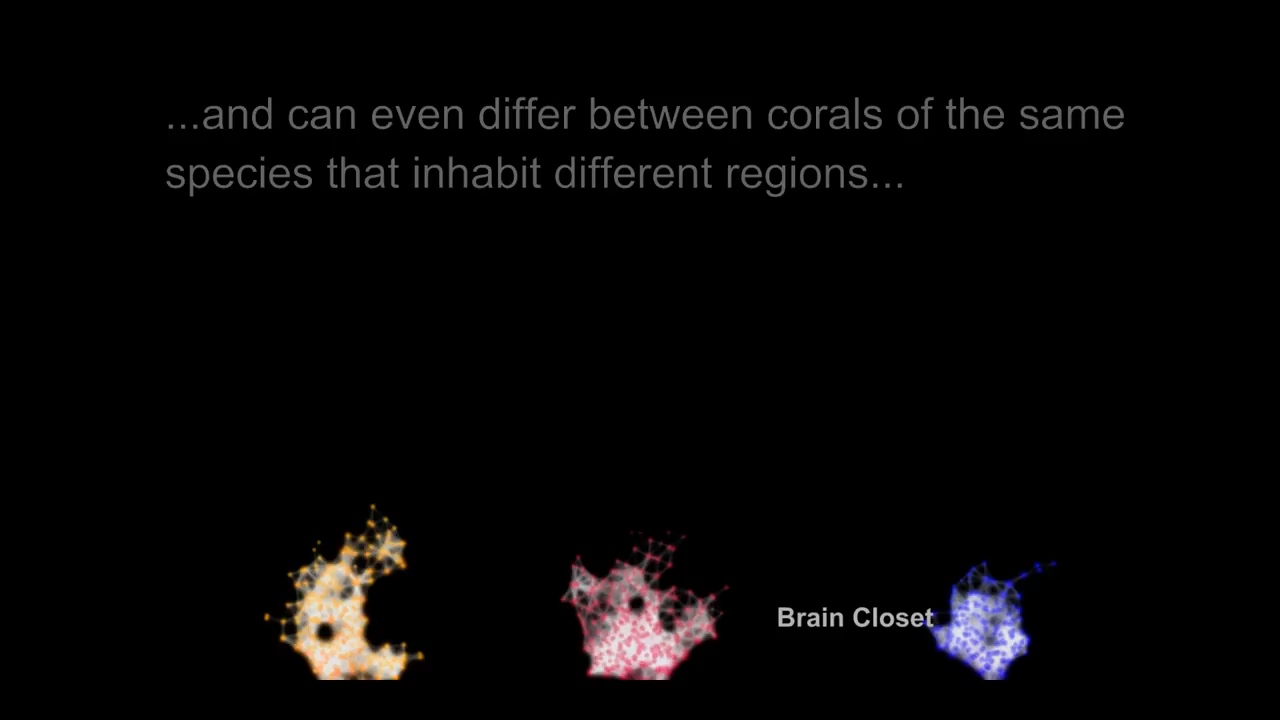 ...and can even differ between corals of the same
species that inhabit different regions...
Brain Closet